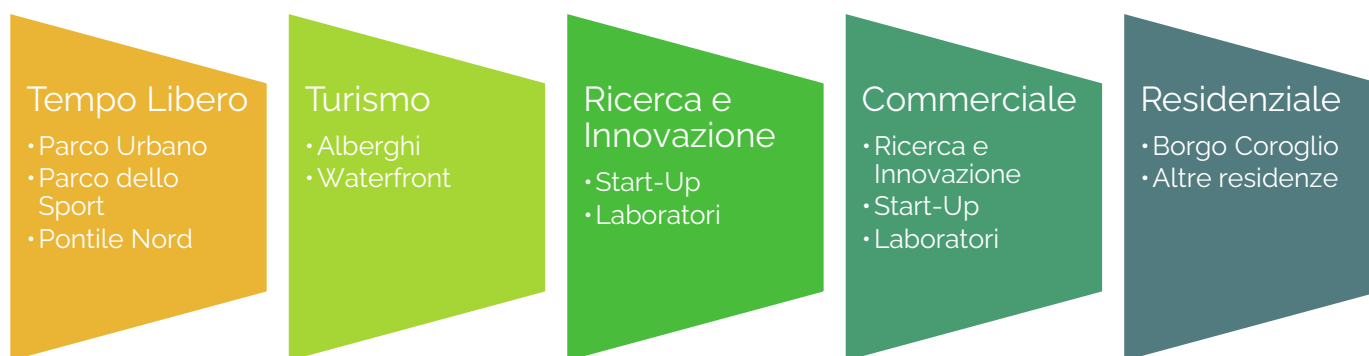 Tempo Libero
•Parco Urbano
•Parco dello
Sport
•Pontile Nord
Turismo
•Alberghi
•Waterfront
Ricerca e
Innovazione
•Start-Up
•Laboratori
Commerciale
•Ricerca e
Innovazione
•Start-Up
•Laboratori
Residenziale
•Borgo Coroglio
•Altre residenze